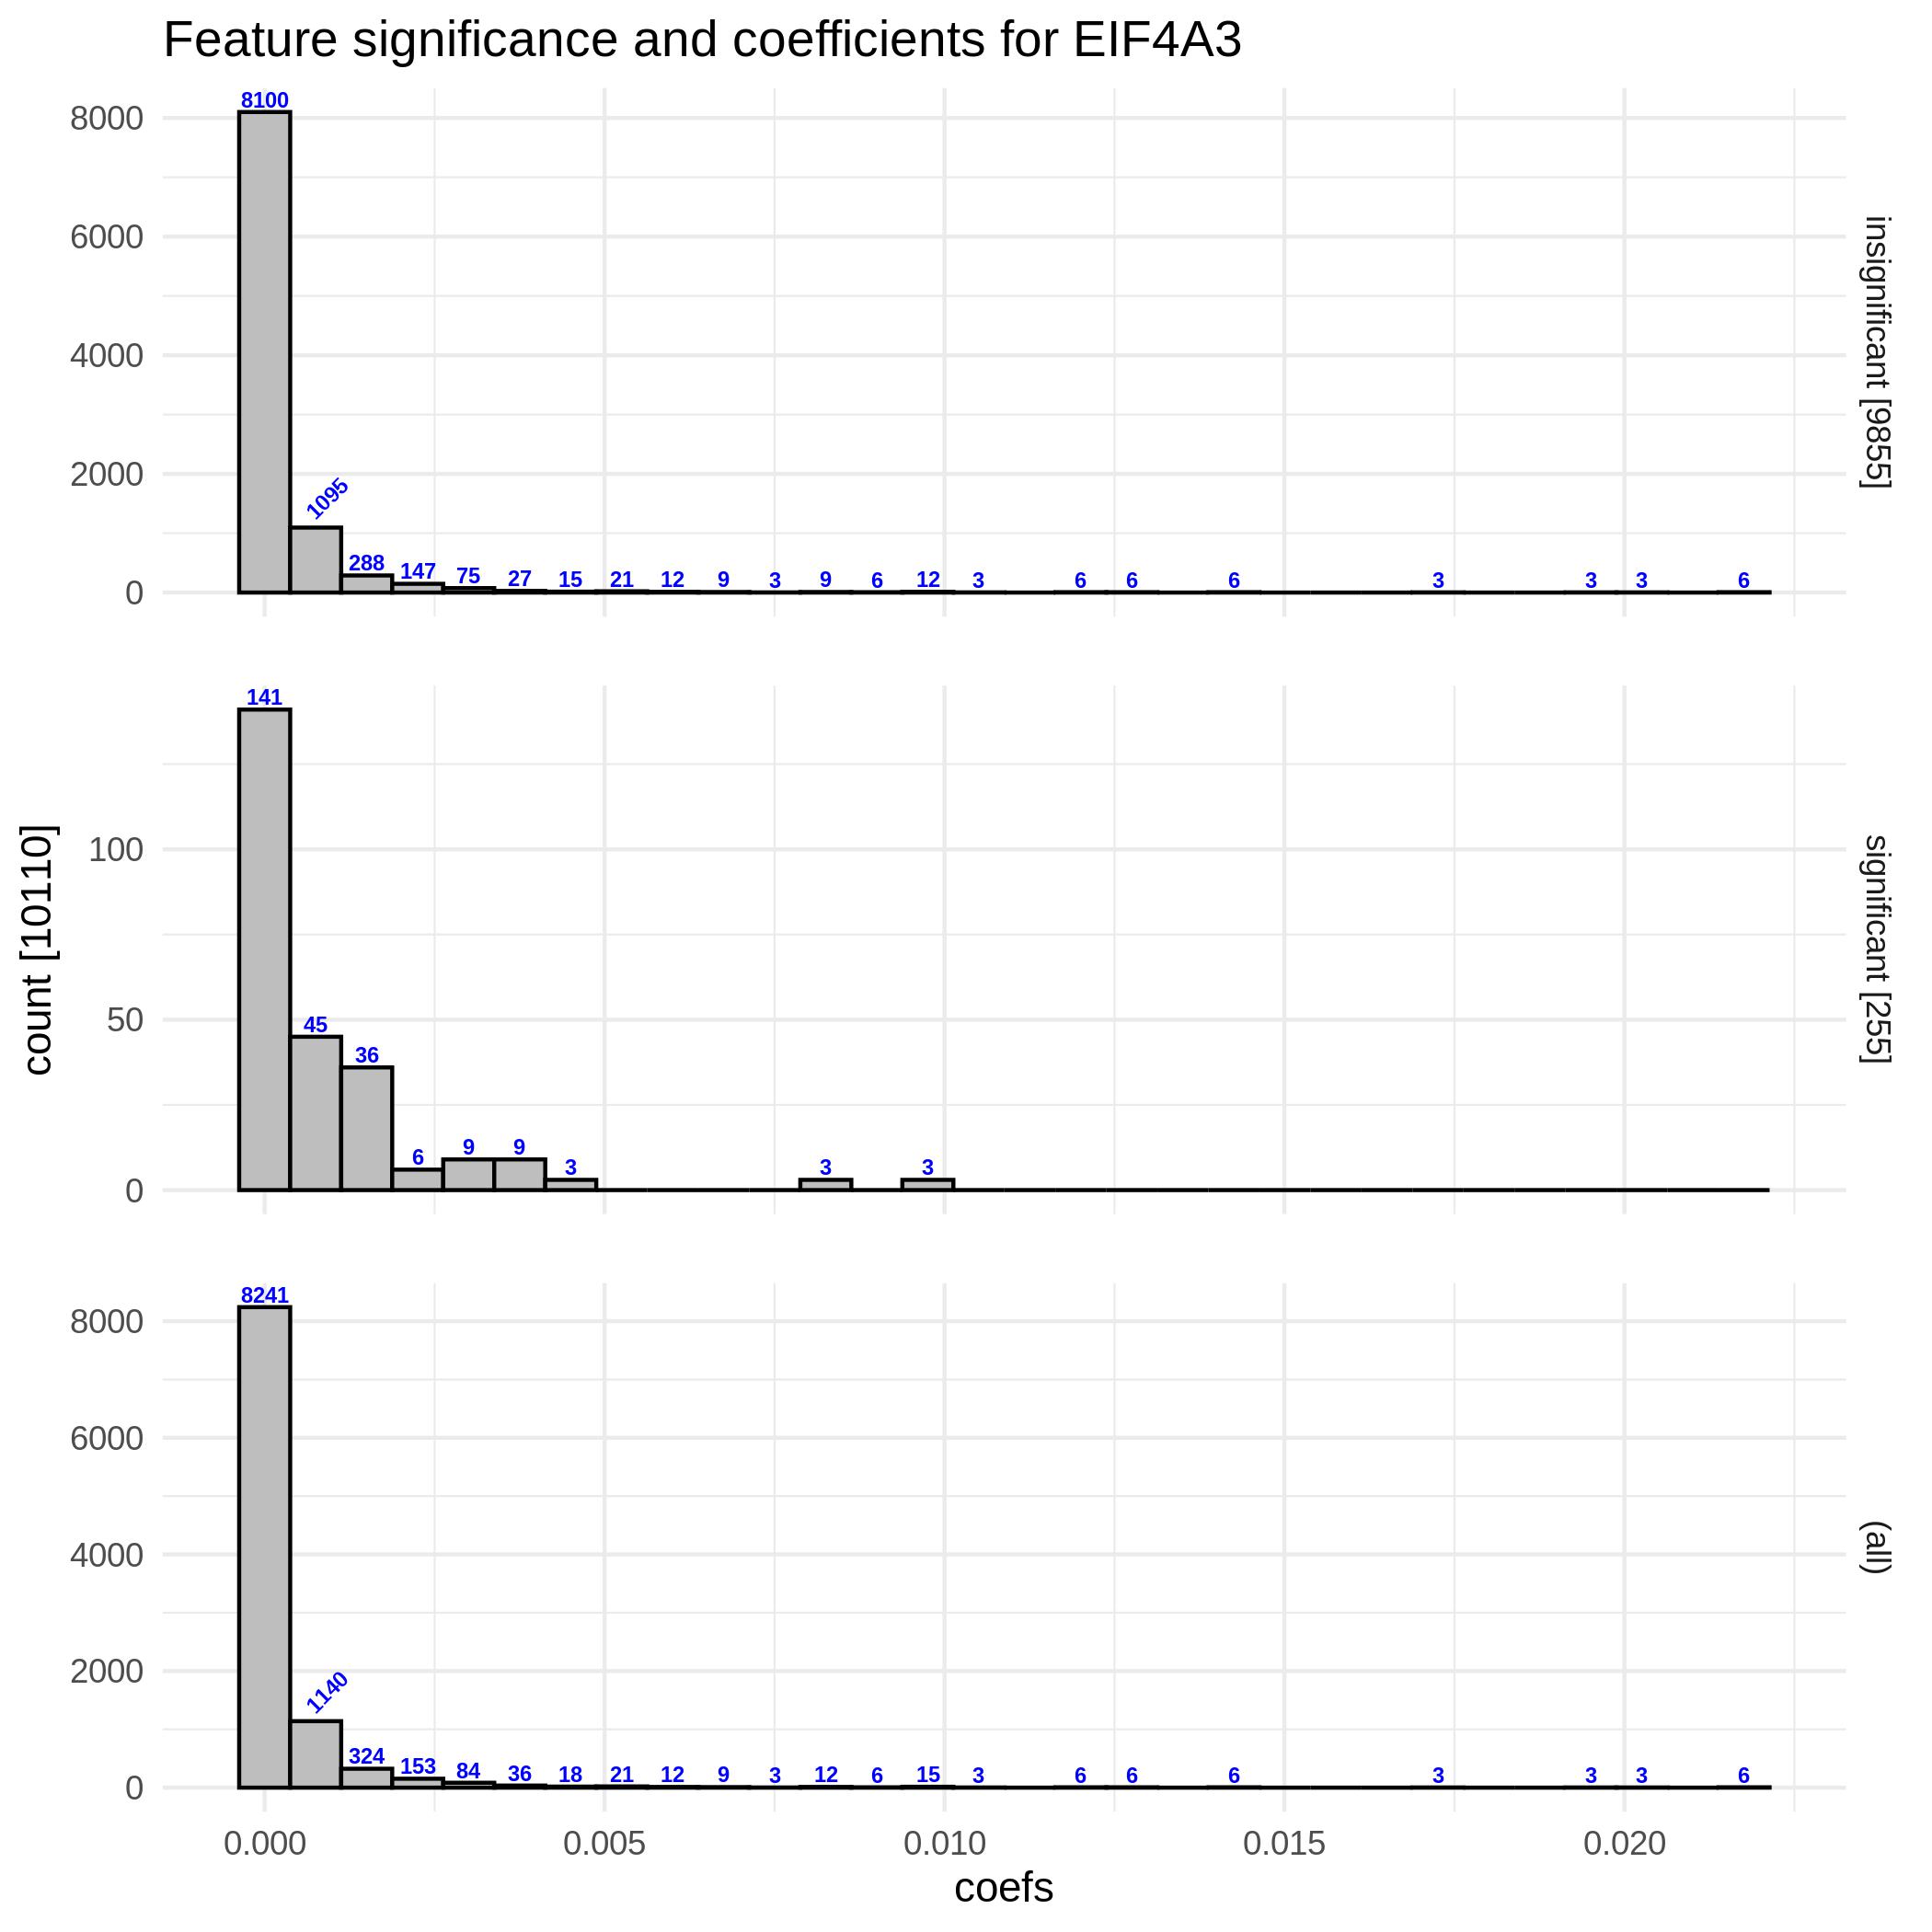 Feature significance and coefficients for EIF4A3
8100
8000
6000
4000
2000
0
1095
288 147 75 27 15 21 12 9 3 9 6 12 3 6 6 6 3 3 3 6
insignificant [9855]
141
100
50
0
45
36
6 9 9 3 3 3
significant [255]
count [10110]
8241
8000
6000
4000
2000
0
1140
324 153 84 36 18 21 12 9 3 12 6 15 3 6 6 6 3 3 3 6
(all)
0.000 0.005 0.010 0.015 0.020
coefs